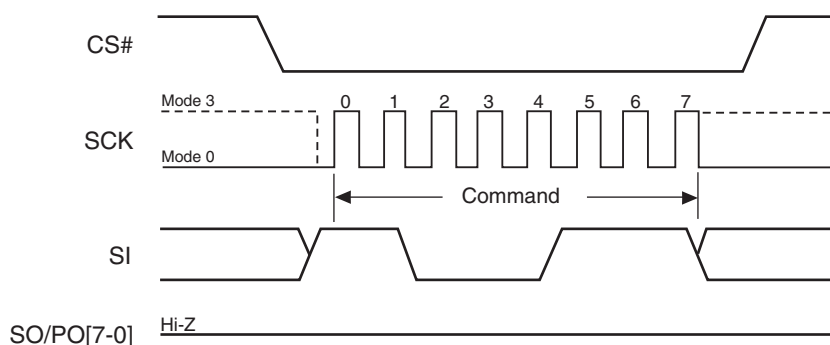 CS#
Mode 3
0 1 2 3 4 5 6 7
SCK
Mode 0
Command
SI
Hi-Z
SO/PO[7-0]